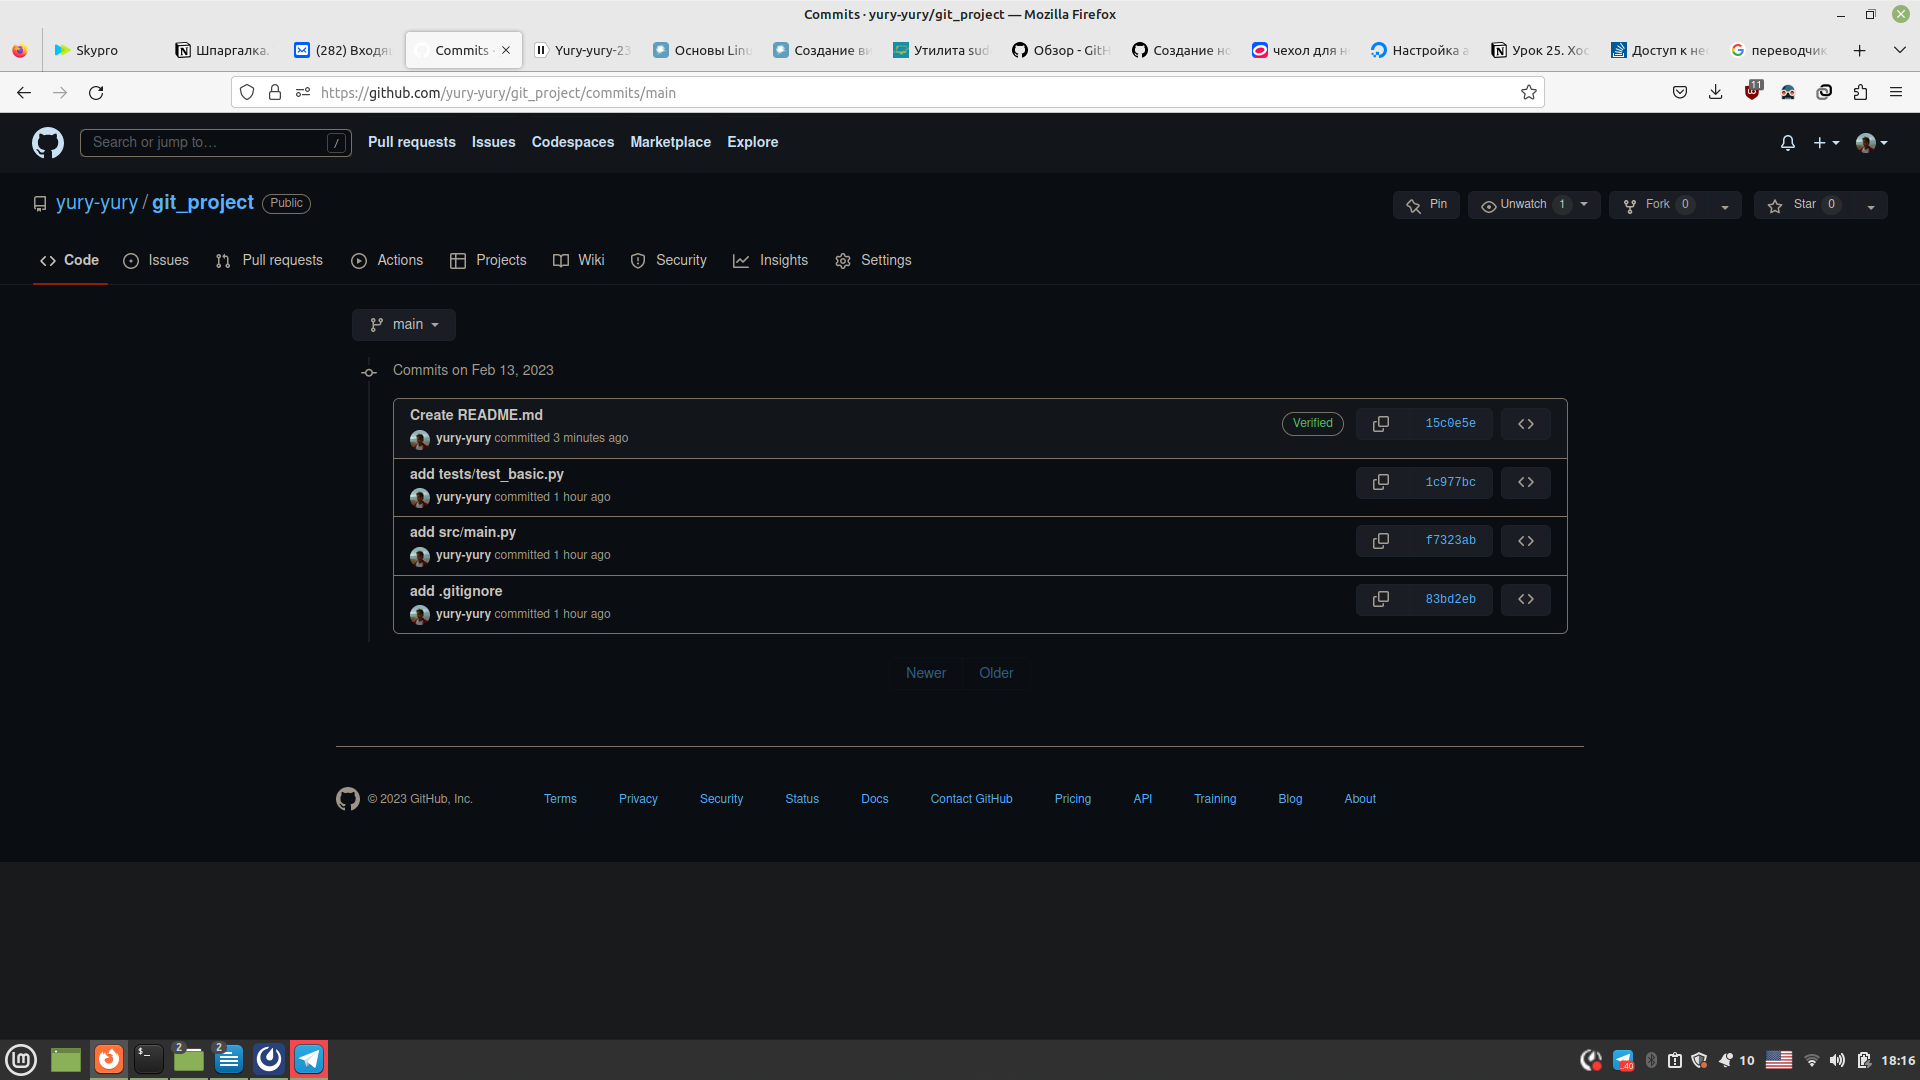 Commits · yury-yury/git_project — Mozilla Firefox
Skypro
Шпаргалка.
(282) Входящ
Commits ·
Yury-yury-23
Основы Linu
Создание ви
Утилита sud
Обзор - GitH
Создание но
чехол для н
Настройка а
Урок 25. Хос
Доступ к не
переводчик
https://github.com/yury-yury/git_project/commits/main
11
Search or jump to…
/
Pull requests
Issues
Codespaces
Marketplace
Explore
yury-yury / git_project
Public
Pin
Unwatch 1
Fork 0
Star 0
Code
Issues
Pull requests
Actions
Projects
Wiki
Security
Insights
Settings
main
Commits on Feb 13, 2023
Create README.md
yury-yury committed 3 minutes ago
Verified
15c0e5e
add tests/test_basic.py
yury-yury committed 1 hour ago
1c977bc
add src/main.py
yury-yury committed 1 hour ago
f7323ab
add .gitignore
yury-yury committed 1 hour ago
83bd2eb
Newer
Older
© 2023 GitHub, Inc.
Terms
Privacy
Security
Status
Docs
Contact GitHub
Pricing
API
Training
Blog
About
2
2
40
10
18:16